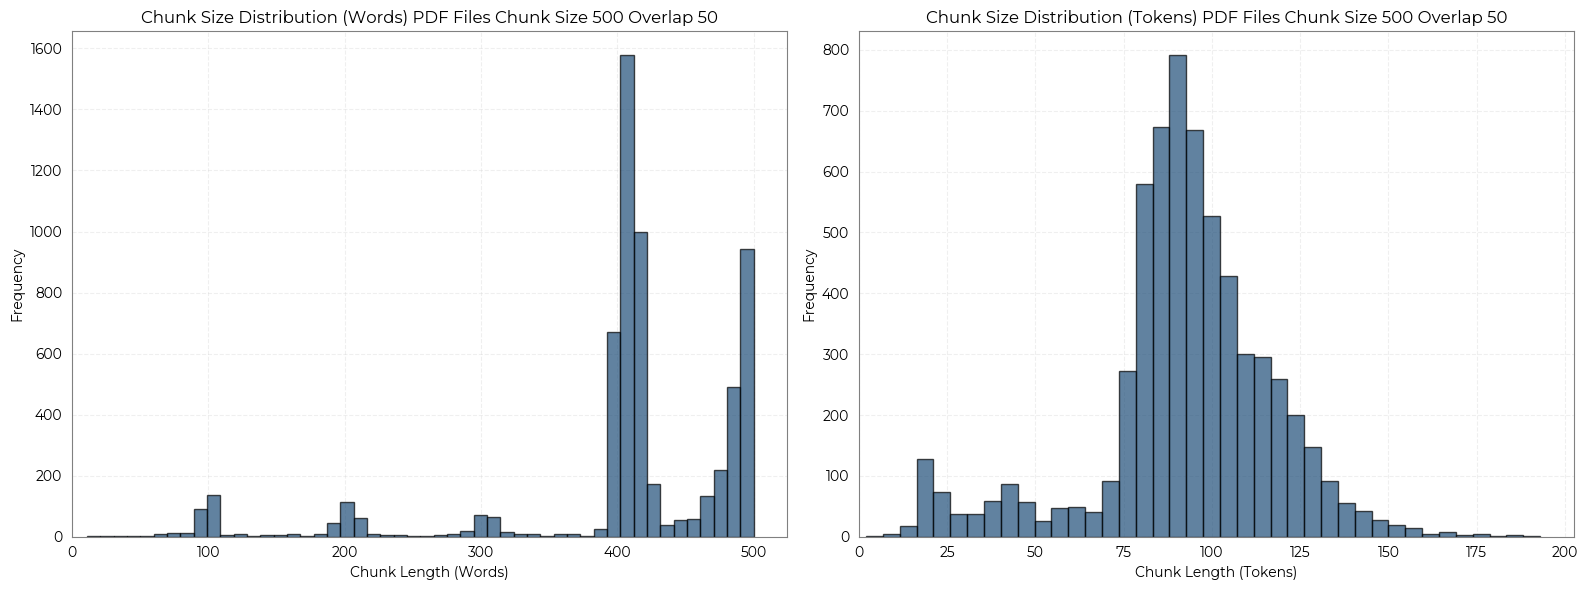 Chunk Size Distribution (Words) PDF Files Chunk Size 500 Overlap 50
1600
1400
1200
1000
800
600
400
200
0
Frequency
0 100 200 300 400 500
Chunk Length (Words)
Chunk Size Distribution (Tokens) PDF Files Chunk Size 500 Overlap 50
800
700
600
500
400
300
200
100
0
Frequency
0 25 50 75 100 125 150 175 200
Chunk Length (Tokens)